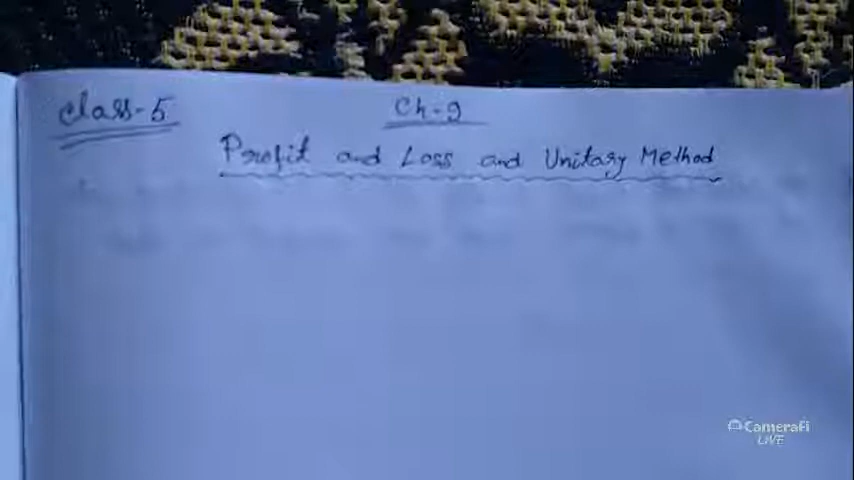 Class-5
Ch-9
Profit and Loss and Unitary Method
CameraFi
LIVE